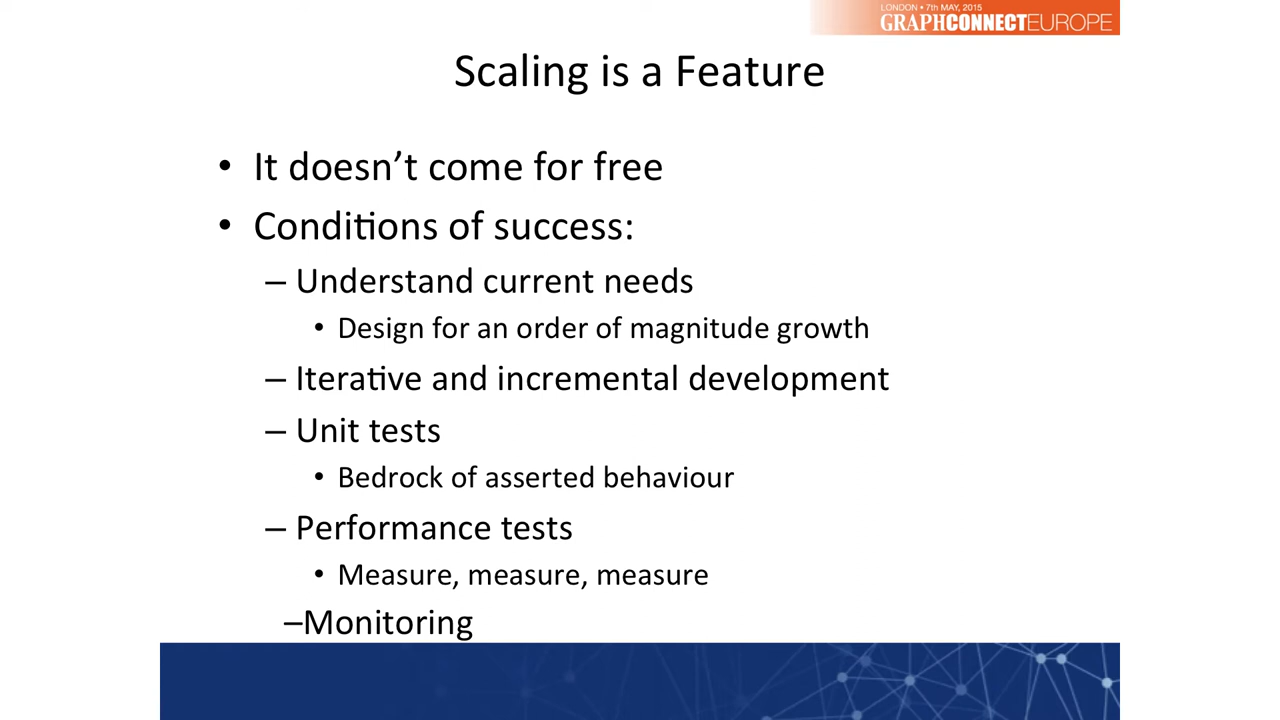 LONDON • 7th MAY, 2015
GRAPHCONNECTEUROPE
Scaling is a Feature
• It doesn’t come for free
• Conditions of success:
– Understand current needs
• Design for an order of magnitude growth
– Iterative and incremental development
– Unit tests
• Bedrock of asserted behaviour
– Performance tests
• Measure, measure, measure
–Monitoring